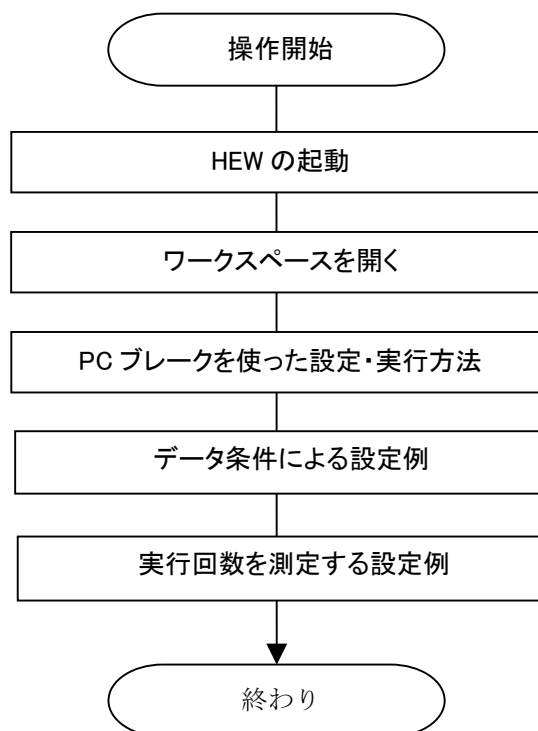 操作開始
HEW の起動
ワークスペースを開く
PC ブレークを使った設定・実行方法
データ条件による設定例
実行回数を測定する設定例
終わり